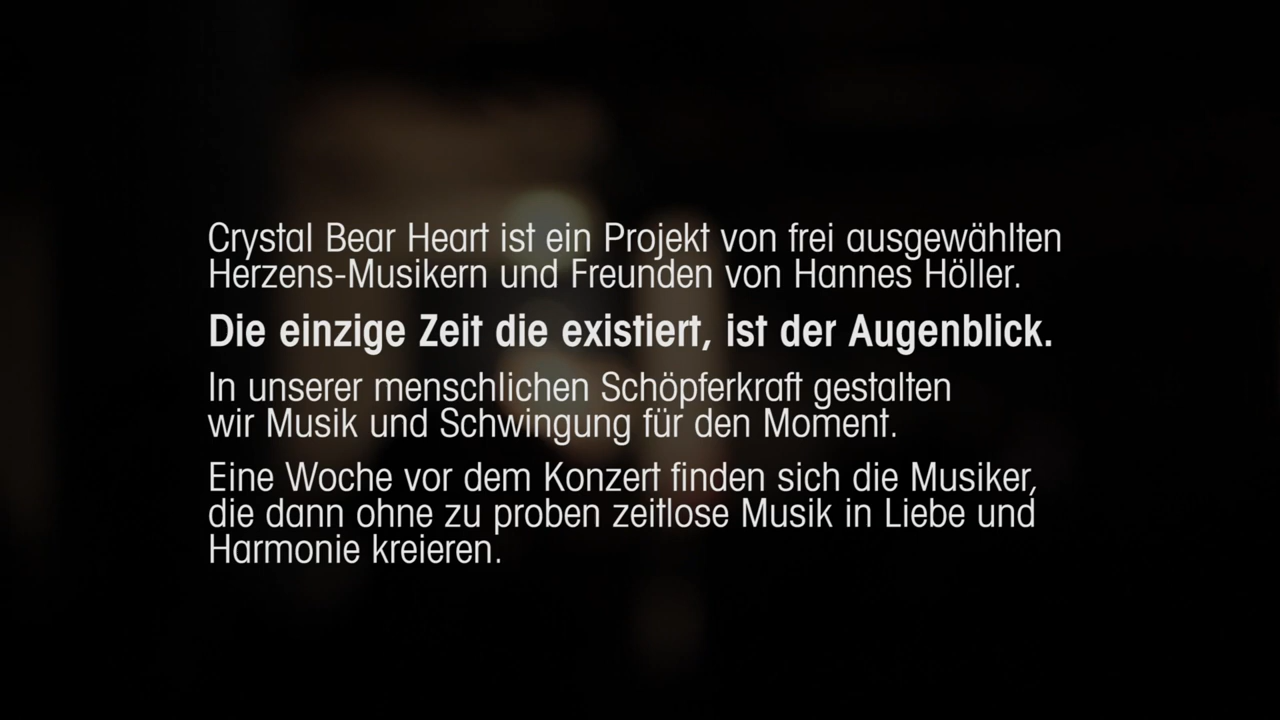 Crystal Bear Heart ist ein Projekt von frei ausgewählten
Herzens-Musikern und Freunden von Hannes Höller.
Die einzige Zeit die existiert, ist der Augenblick.
In unserer menschlichen Schöpferkraft gestalten
wir Musik und Schwingung für den Moment.
Eine Woche vor dem Konzert finden sich die Musiker,
die dann ohne zu proben zeitlose Musik in Liebe und
Harmonie kreieren.